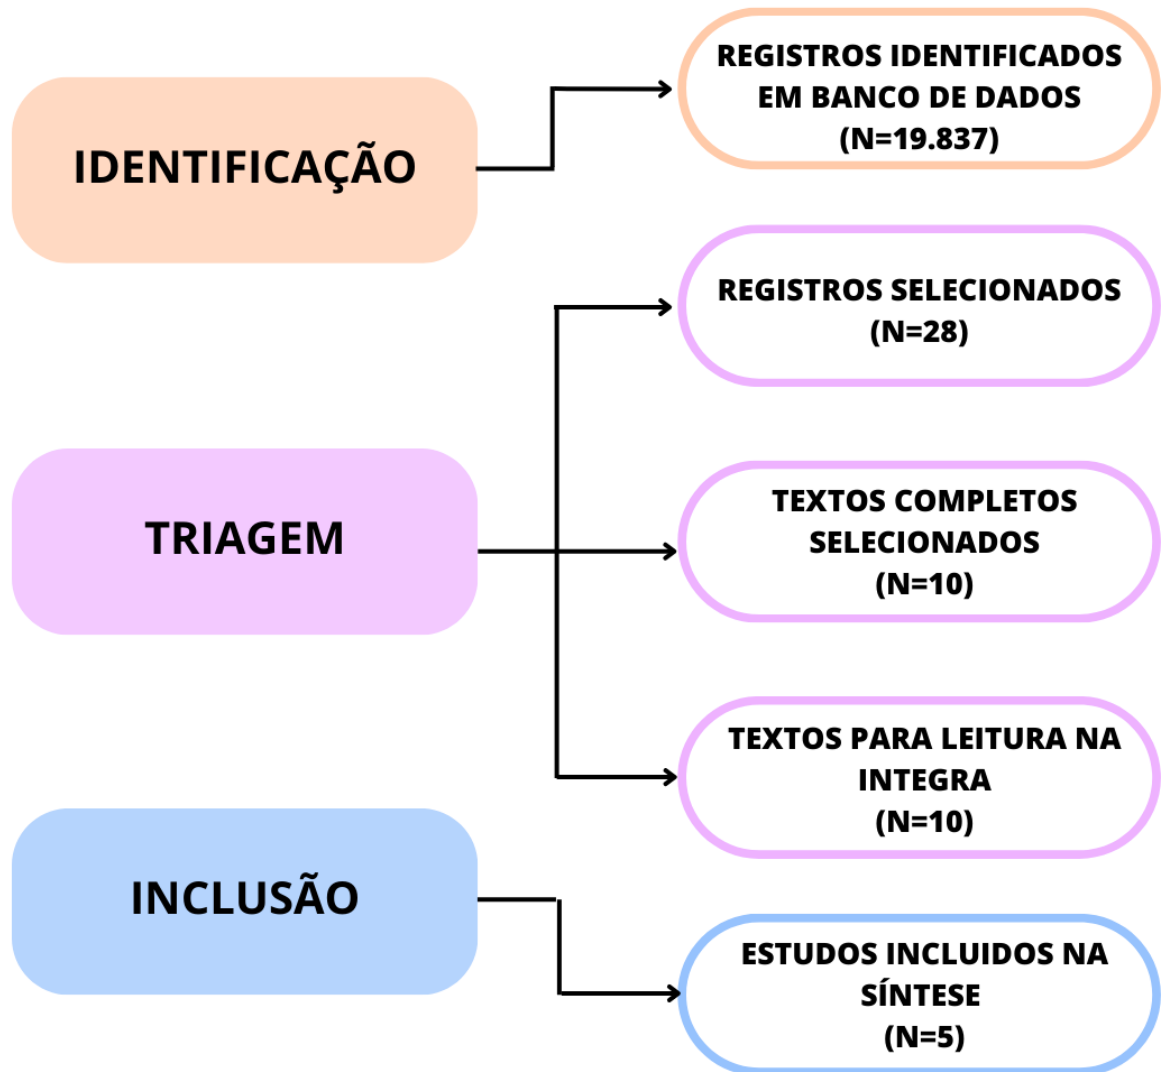 IDENTIFICAÇÃO
REGISTROS IDENTIFICADOS
EM BANCO DE DADOS
(N=19.837)
TRIAGEM
REGISTROS SELECIONADOS
(N=28)
TEXTOS COMPLETOS
SELECIONADOS
(N=10)
TEXTOS PARA LEITURA NA
INTEGRA
(N=10)
INCLUSÃO
ESTUDOS INCLUIDOS NA
SÍNTESE
(N=5)